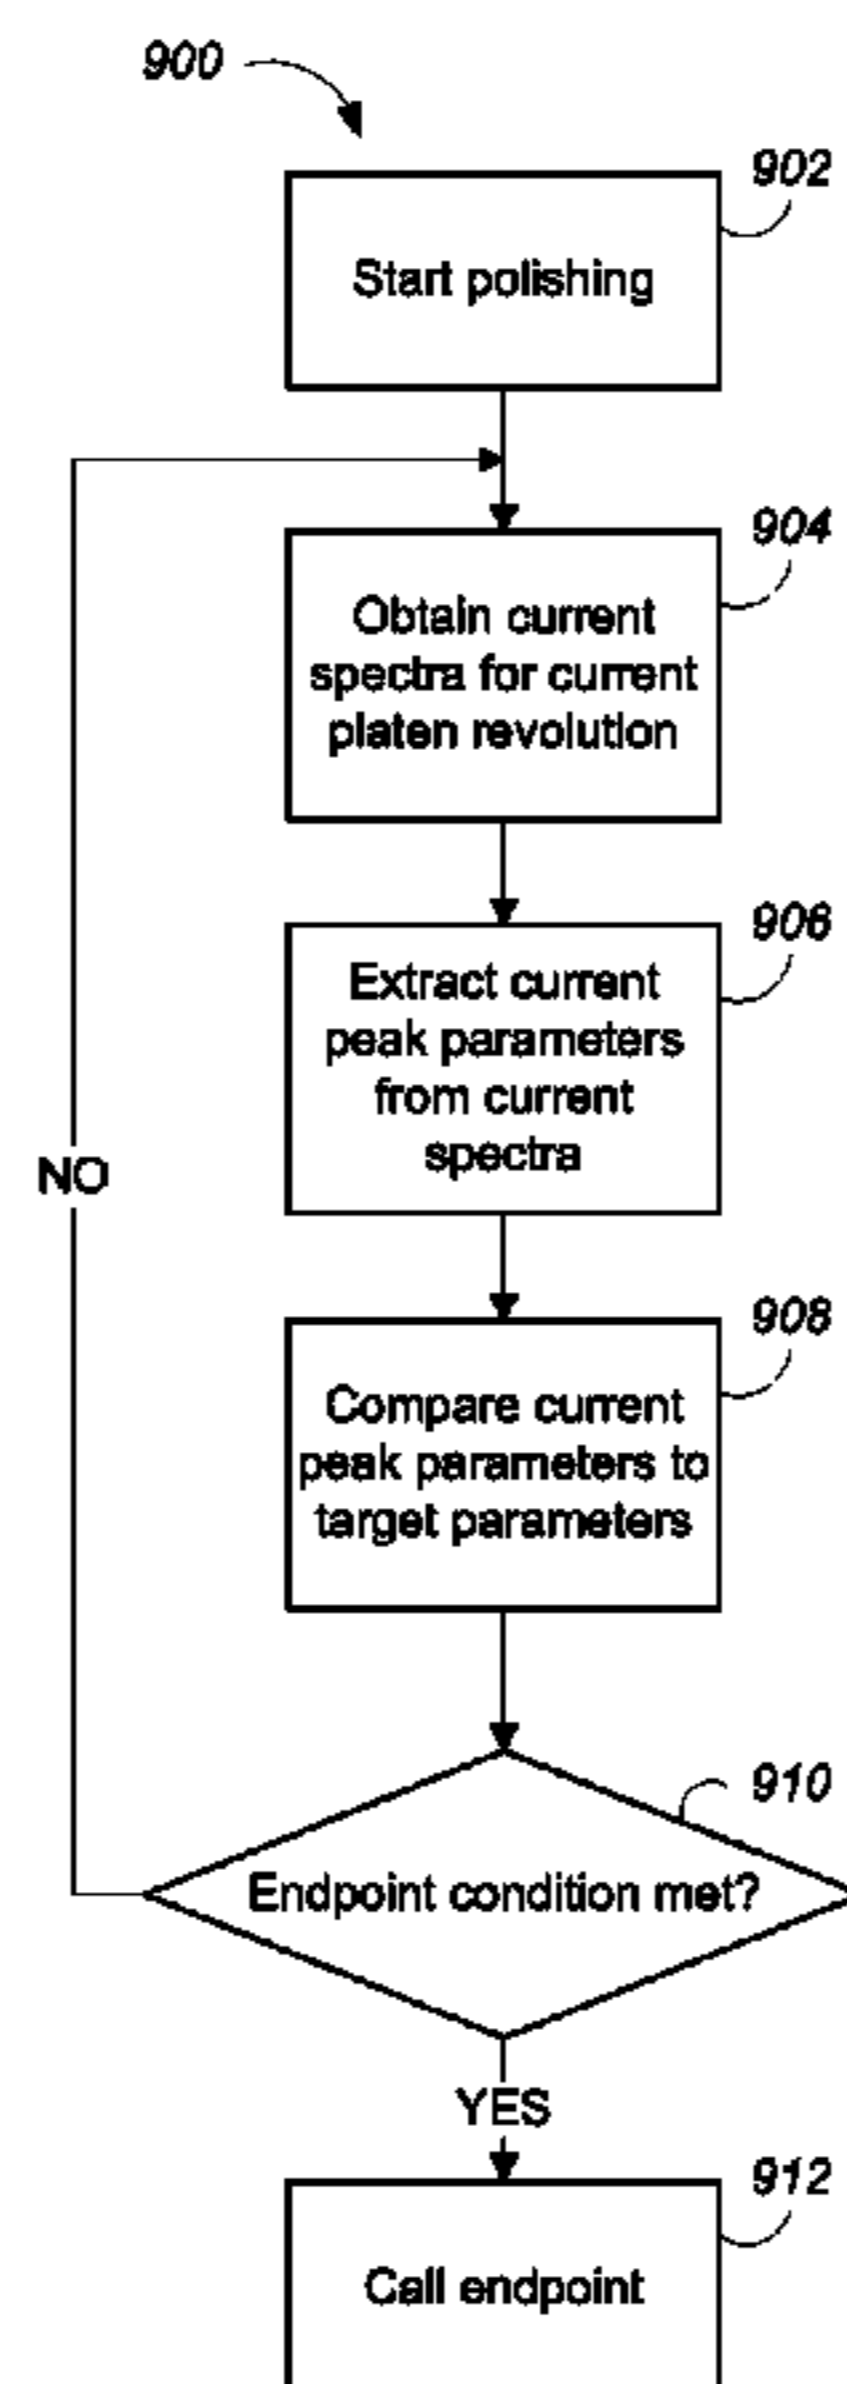 900
902
Start polishing
904
Obtain current
spectra for current
platen revolution
906
Extract current
peak parameters
from current
spectra
NO
908
Compare current
peak parameters to
target parameters
910
Endpoint condition met?
YES
912
Call endpoint